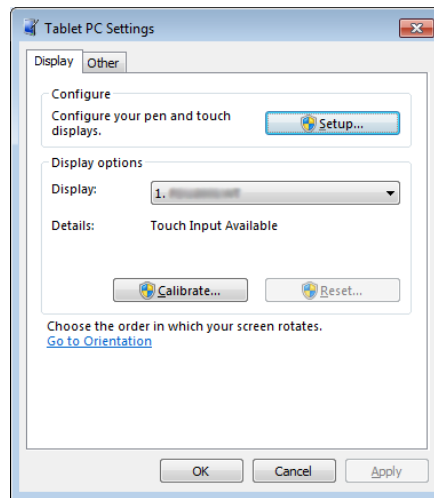 Tablet PC Settings
Display
Other
Configure
Configure your pen and touch
displays.
Setup...
Display options
Display:
1.
Details:
Touch Input Available
Calibrate...
Reset...
Choose the order in which your screen rotates.
Go to Orientation
OK
Cancel
Apply